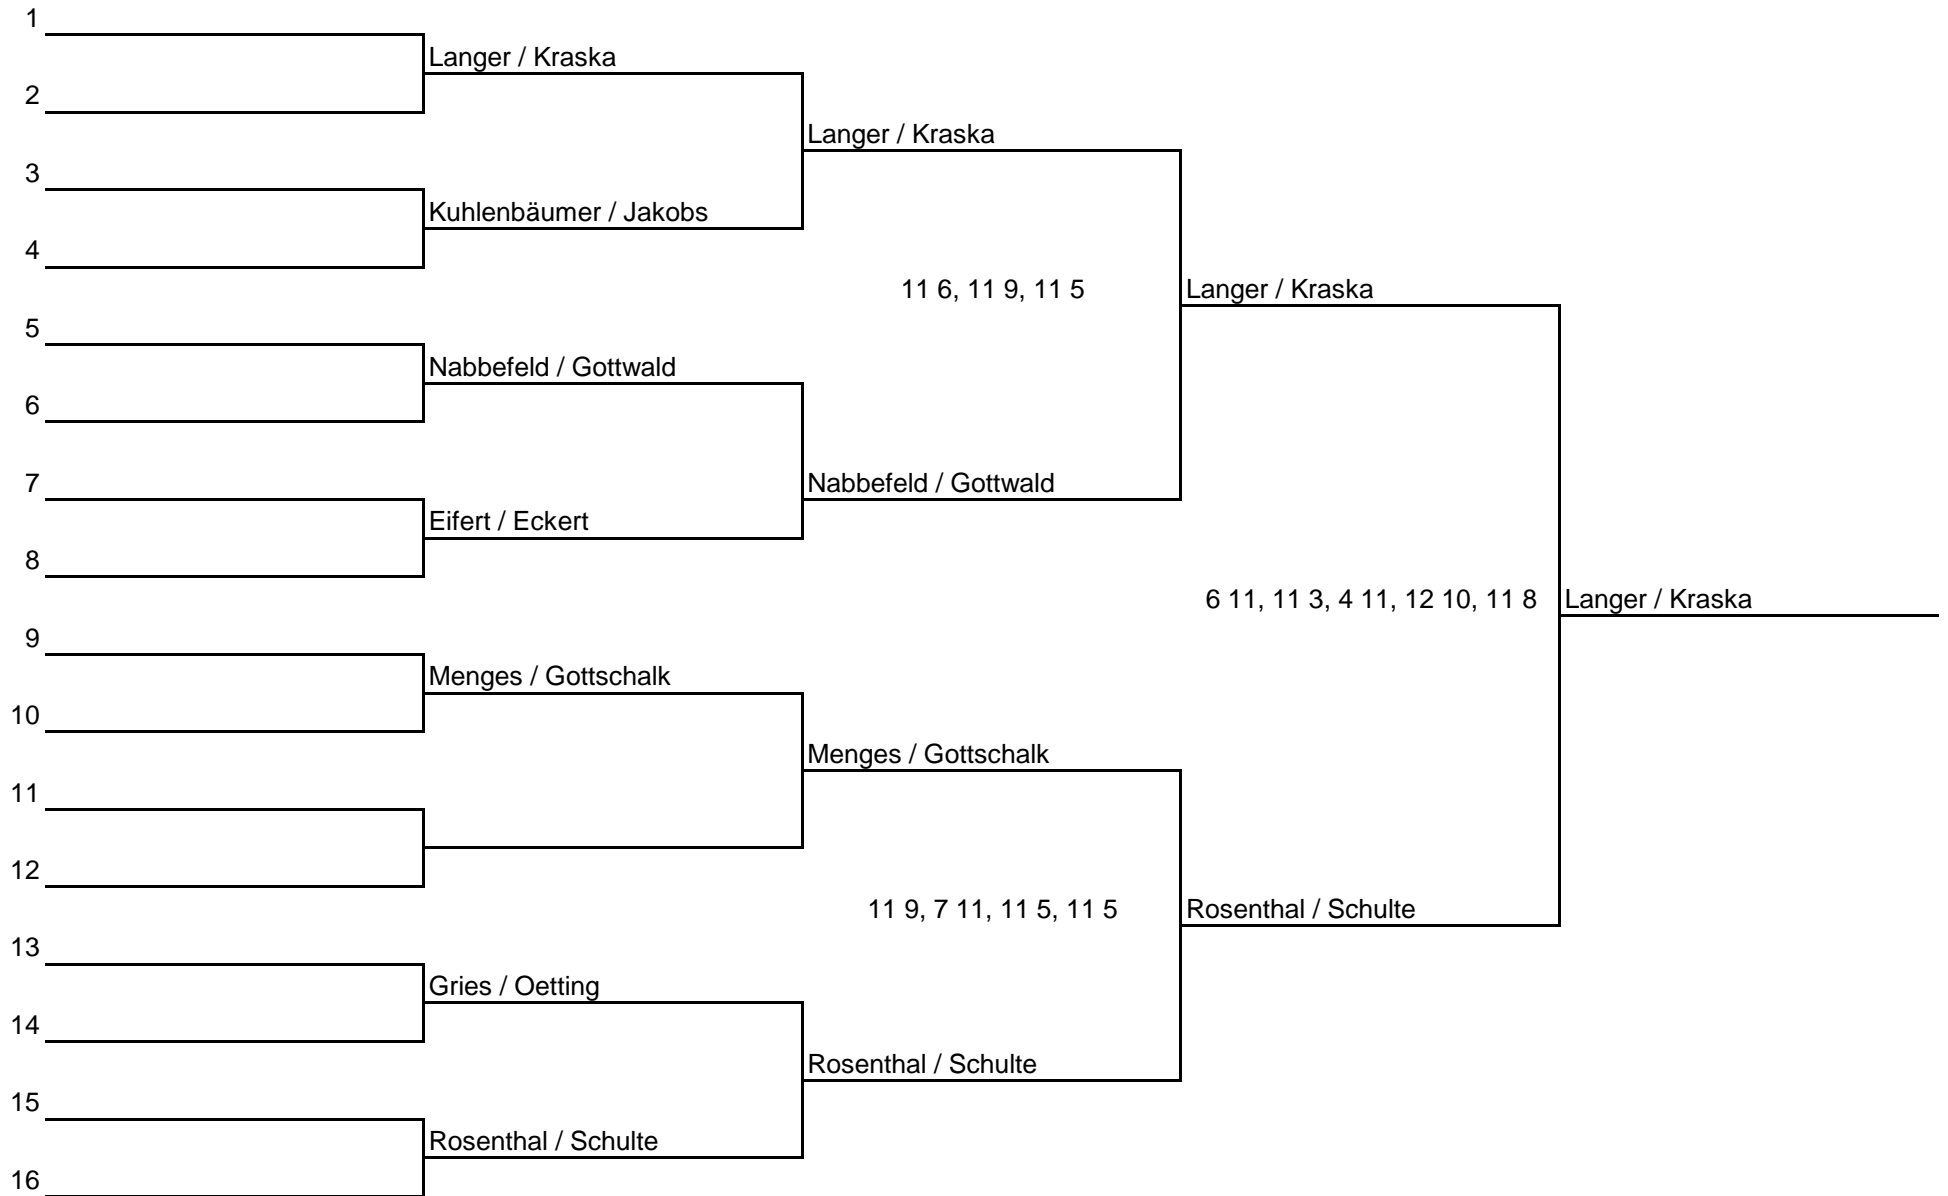 1
Langer / Kraska
2
Langer / Kraska
3
Kuhlenbäumer / Jakobs
4
11 6, 11 9, 11 5
Langer / Kraska
5
Nabbefeld / Gottwald
6
7
Nabbefeld / Gottwald
Eifert / Eckert
8
6 11, 11 3, 4 11, 12 10, 11 8
Langer / Kraska
9
Menges / Gottschalk
10
Menges / Gottschalk
11
12
11 9, 7 11, 11 5, 11 5
Rosenthal / Schulte
13
Gries / Oetting
14
Rosenthal / Schulte
15
Rosenthal / Schulte
16